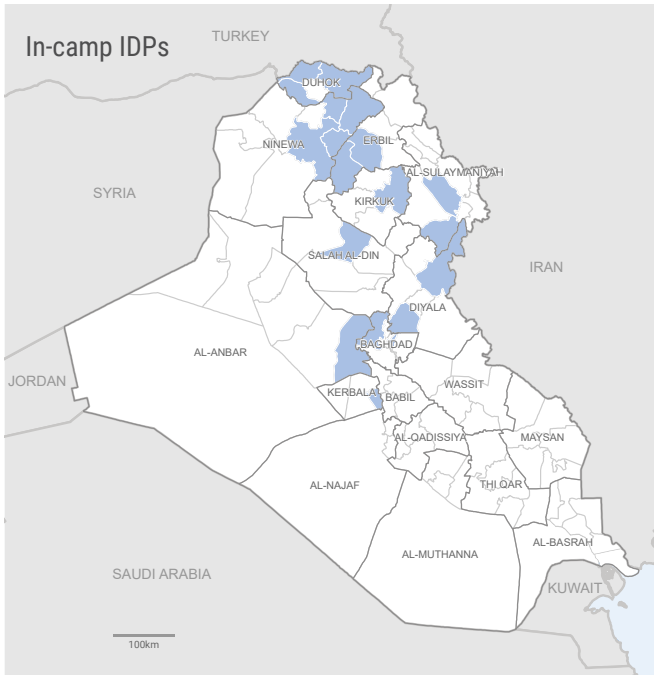 In-camp IDPs
TURKEY
DUHOK
NINEWA
ERBIL
AL-SULAYMANIYAH
SYRIA
KIRKUK
SALAH AL-DIN
IRAN
DIYALA
BAGHDAD
AL-ANBAR
JORDAN
WASSIT
KERBALA
BABIL
AL-QADISSIYA
MAYSAN
AL-NAJAF
THI QAR
AL-BASRAH
AL-MUTHANNA
SAUDI ARABIA
KUWAIT
100km